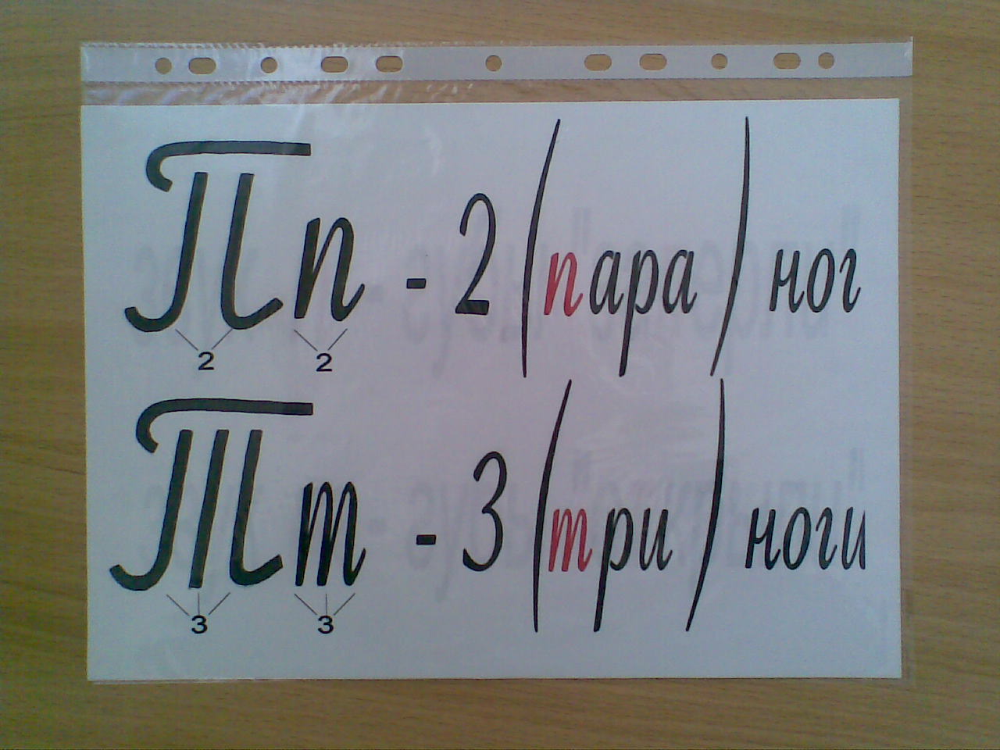 Пп - 2 (пара) ног
2 2
Тт - 3 (три) ноги
3 3